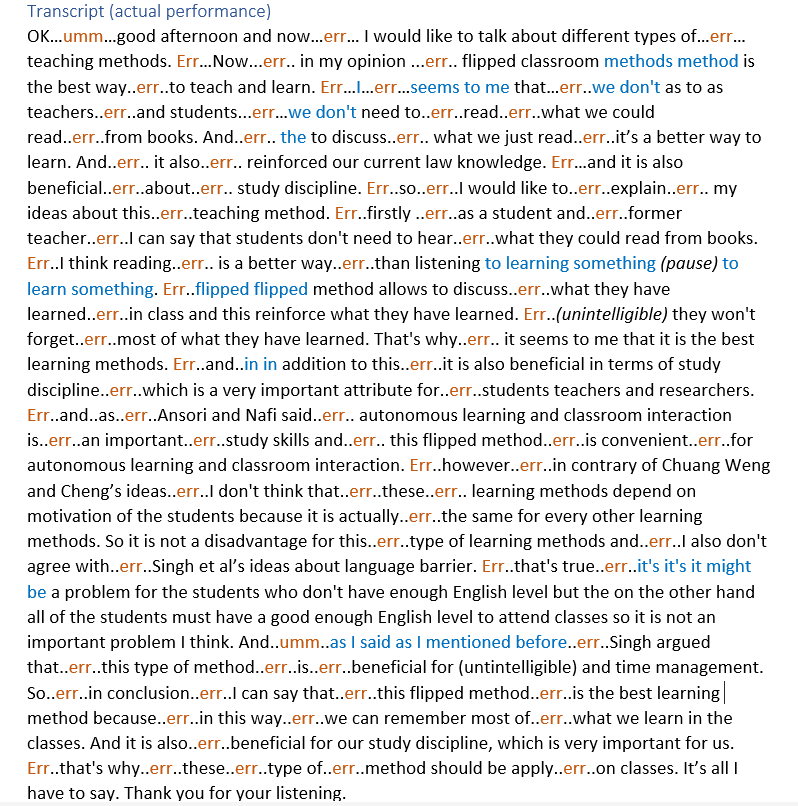 Transcript (actual performance)
OK...umm...good afternoon and now...err... I would like to talk about different types of...err...
teaching methods. Err...Now...err.. in my opinion ...err.. flipped classroom methods method is
the best way..err..to teach and learn. Err...I...err...seems to me that...err..we don't as to as
teachers..err..and students...err...we don't need to..err..read..err..what we could
read..err..from books. And..err.. the to discuss..err.. what we just read..err..it’s a better way to
learn. And..err.. it also..err.. reinforced our current law knowledge. Err...and it is also
beneficial..err..about..err.. study discipline. Err..so..err..I would like to..err..explain..err.. my
ideas about this..err..teaching method. Err..firstly ..err..as a student and..err..former
teacher..err..I can say that students don't need to hear..err..what they could read from books.
Err..I think reading..err.. is a better way..err..than listening to learning something (pause) to
learn something. Err..flipped flipped method allows to discuss..err..what they have
learned..err..in class and this reinforce what they have learned. Err..(unintelligible) they won't
forget..err..most of what they have learned. That's why..err.. it seems to me that it is the best
learning methods. Err..and..in in addition to this..err..it is also beneficial in terms of study
discipline..err..which is a very important attribute for..err..students teachers and researchers.
Err..and..as..err..Ansori and Nafi said..err.. autonomous learning and classroom interaction
is..err..an important..err..study skills and..err.. this flipped method..err..is convenient..err..for
autonomous learning and classroom interaction. Err..however..err..in contrary of Chuang Weng
and Cheng’s ideas..err..I don't think that..err..these..err.. learning methods depend on
motivation of the students because it is actually..err..the same for every other learning
methods. So it is not a disadvantage for this..err..type of learning methods and..err..I also don't
agree with..err..Singh et al’s ideas about language barrier. Err..that's true..err..it's it's it might
be a problem for the students who don't have enough English level but the on the other hand
all of the students must have a good enough English level to attend classes so it is not an
important problem I think. And..umm..as I said as I mentioned before..err..Singh argued
that..err..this type of method..err..is..err..beneficial for (untintelligible) and time management.
So..err..in conclusion..err..I can say that..err..this flipped method..err..is the best learning
method because..err..in this way..err..we can remember most of..err..what we learn in the
classes. And it is also..err..beneficial for our study discipline, which is very important for us.
Err..that's why..err..these..err..type of..err..method should be apply..err..on classes. It’s all I
have to say. Thank you for your listening.